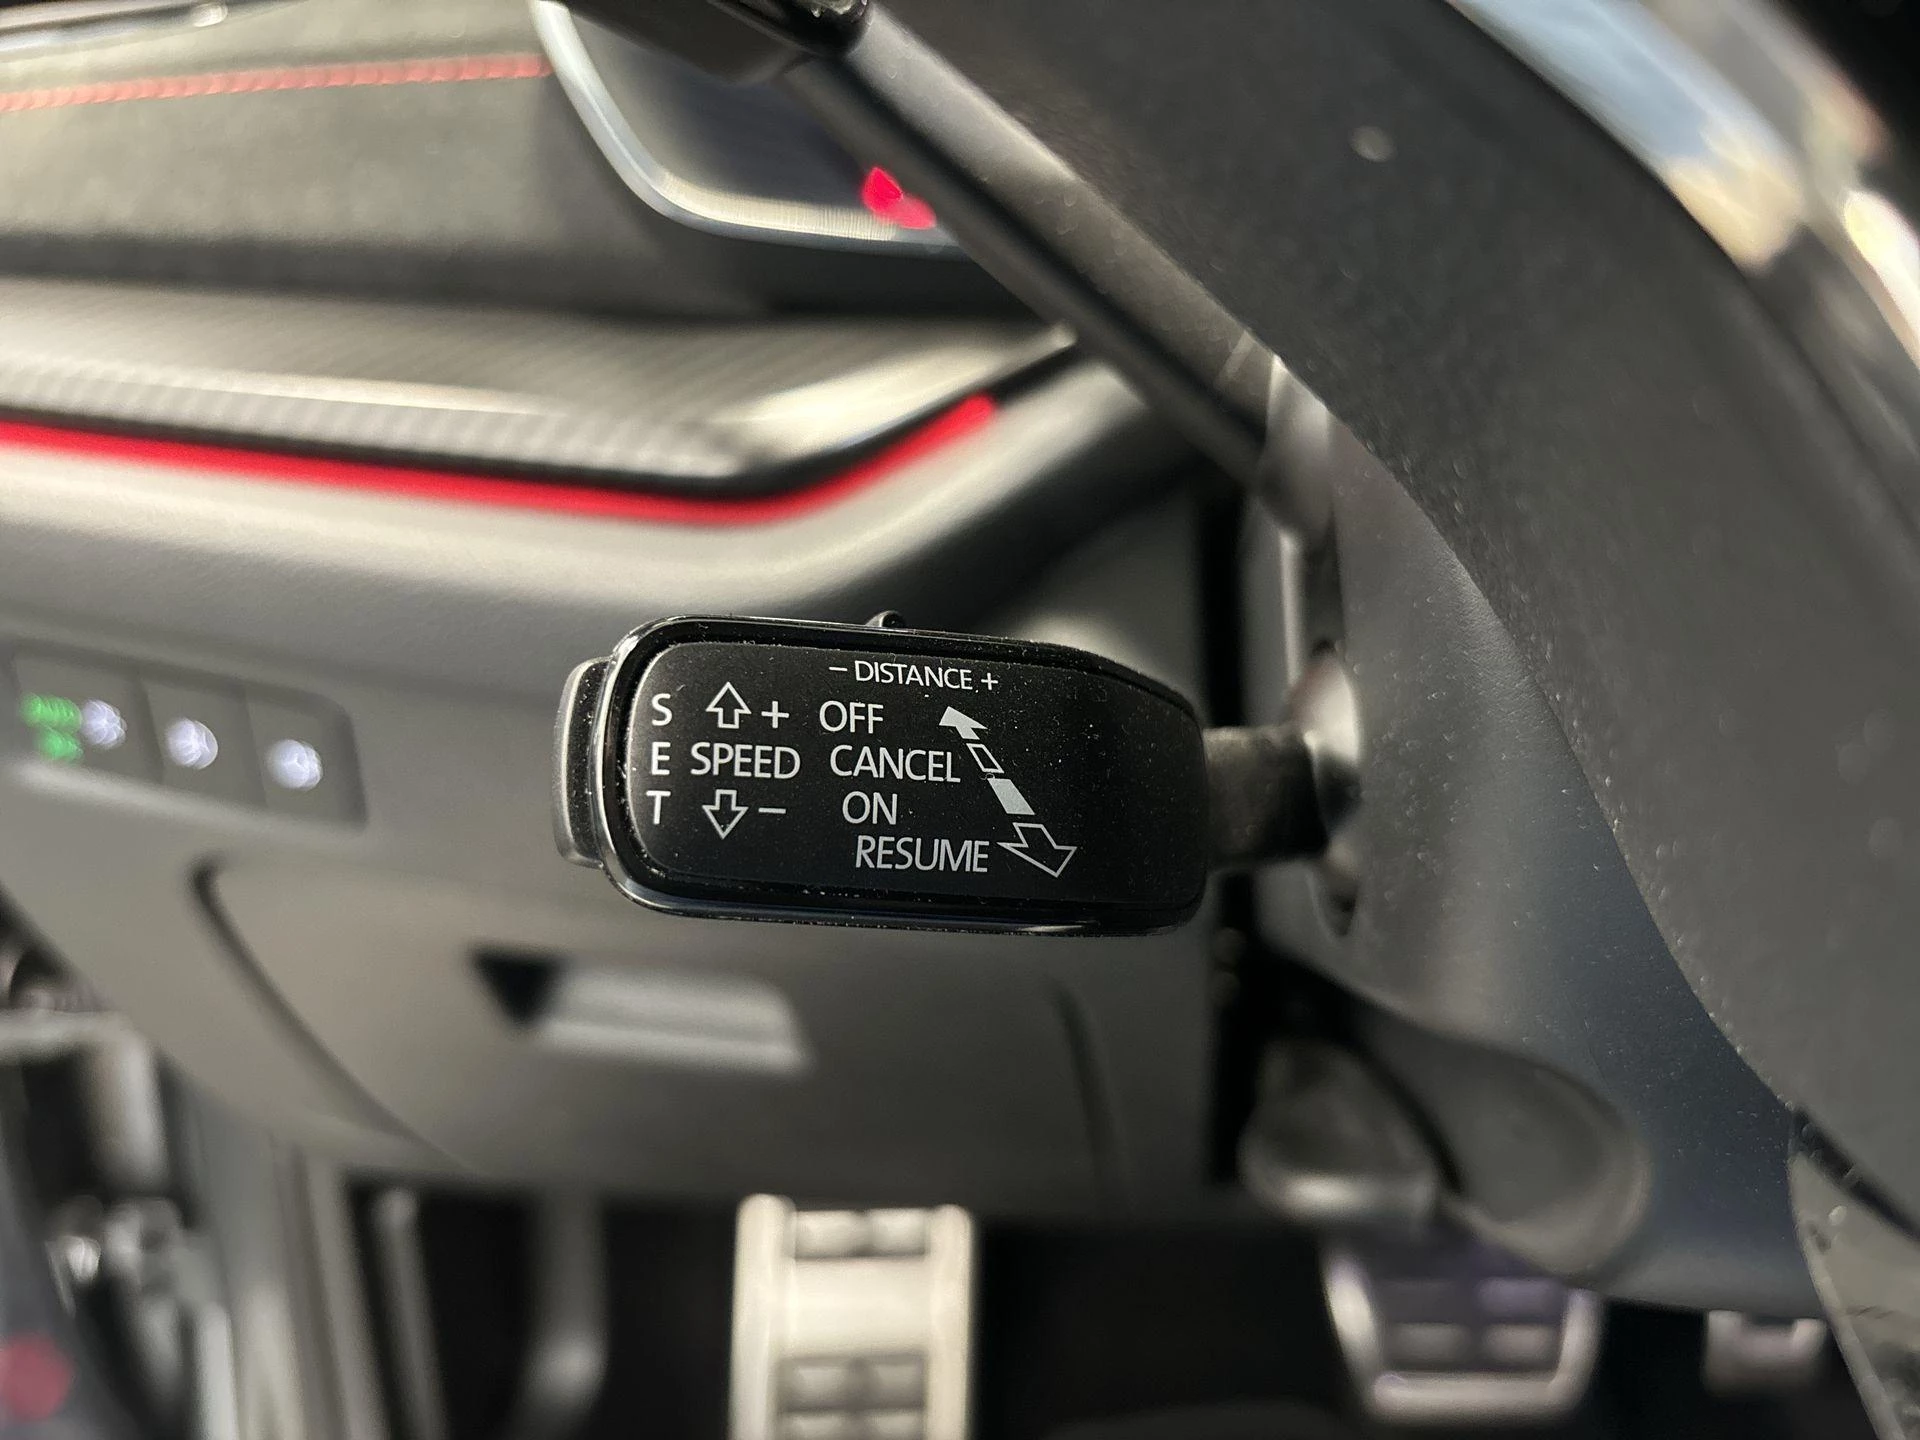 – DISTANCE +
S + OFF
E SPEED CANCEL
T – ON
RESUME